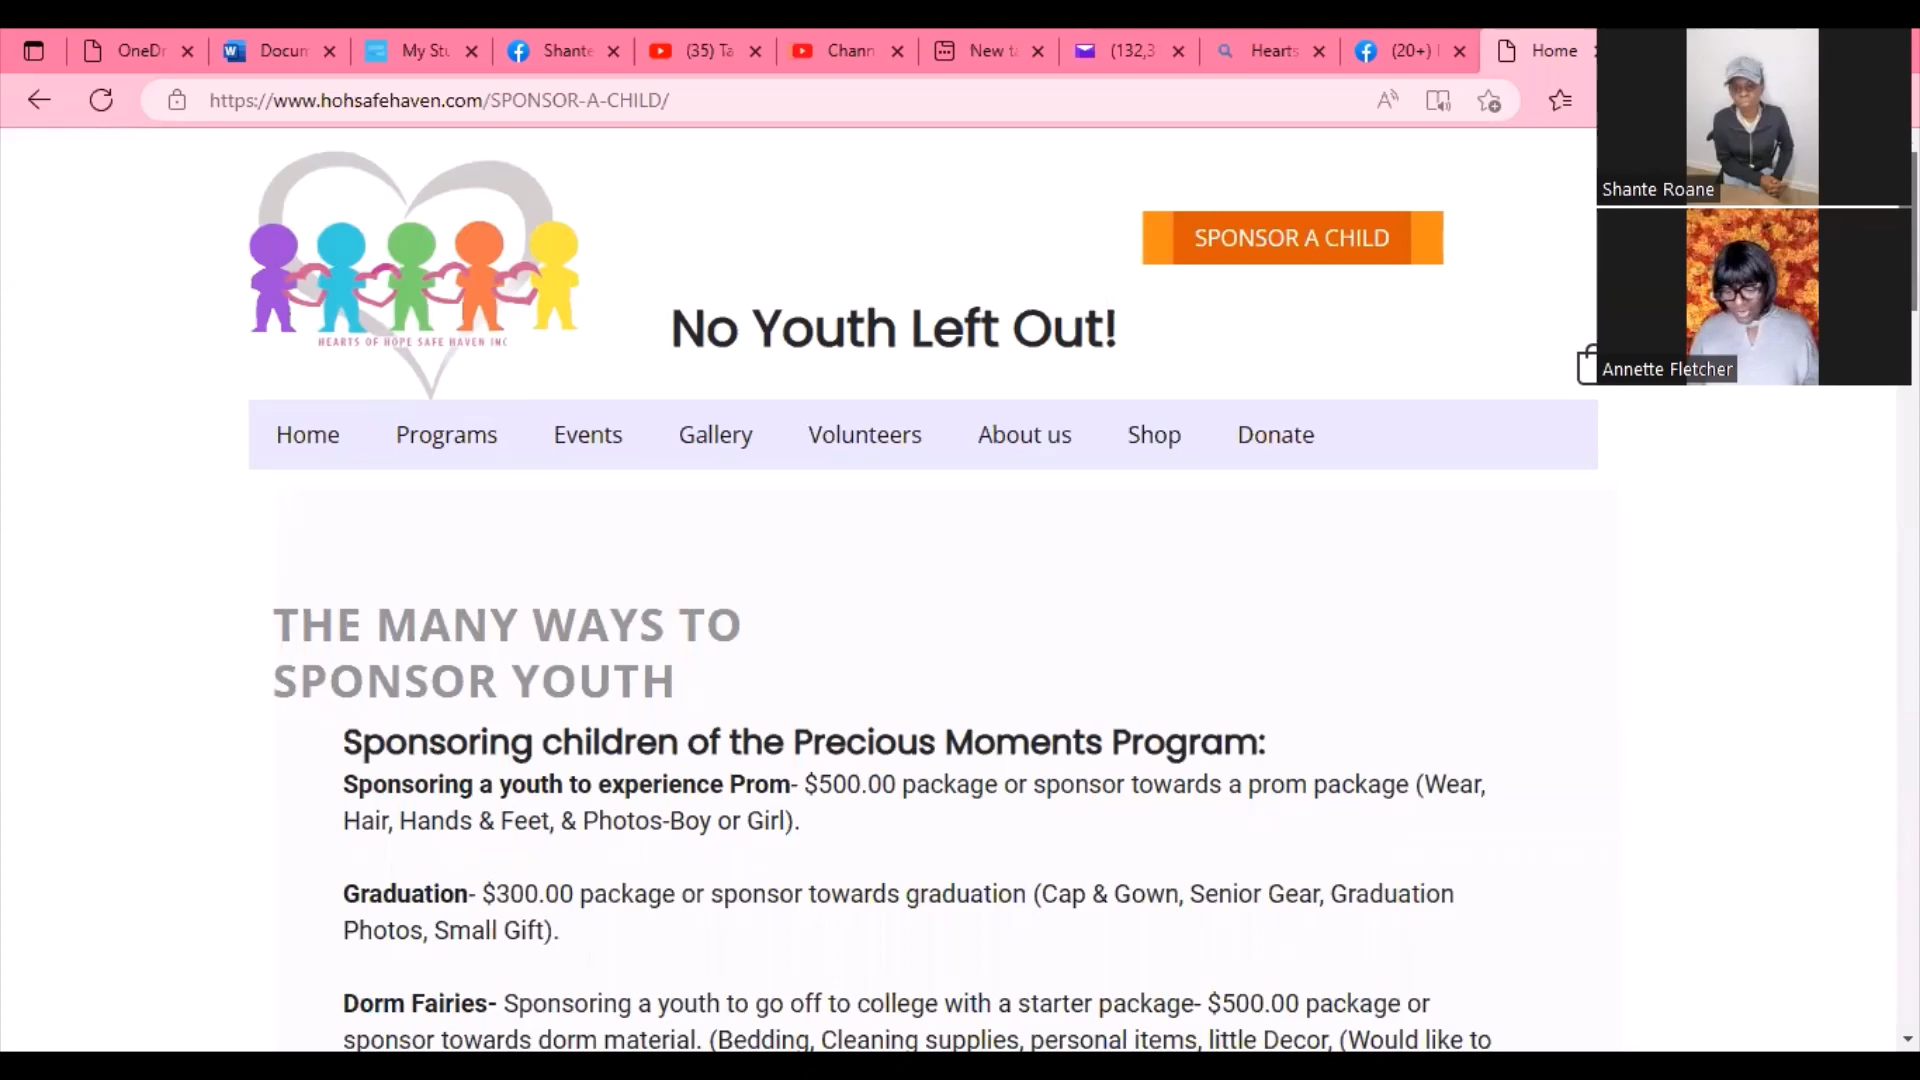 OneDr
Docum
My Stu
Shante
(35) Ta
Chann
New ta
(132,3
Hearts
(20+)
Home
https://www.hohsafehaven.com/SPONSOR-A-CHILD/
Shante Roane
SPONSOR A CHILD
HEARTS OF HOPE SAFE HAVEN INC
No Youth Left Out!
Annette Fletcher
Home Programs Events Gallery Volunteers About us Shop Donate
THE MANY WAYS TO
SPONSOR YOUTH
Sponsoring children of the Precious Moments Program:
Sponsoring a youth to experience Prom- $500.00 package or sponsor towards a prom package (Wear,
Hair, Hands & Feet, & Photos-Boy or Girl).
Graduation- $300.00 package or sponsor towards graduation (Cap & Gown, Senior Gear, Graduation
Photos, Small Gift).
Dorm Fairies- Sponsoring a youth to go off to college with a starter package- $500.00 package or
sponsor towards dorm material. (Bedding, Cleaning supplies, personal items, little Decor, (Would like to